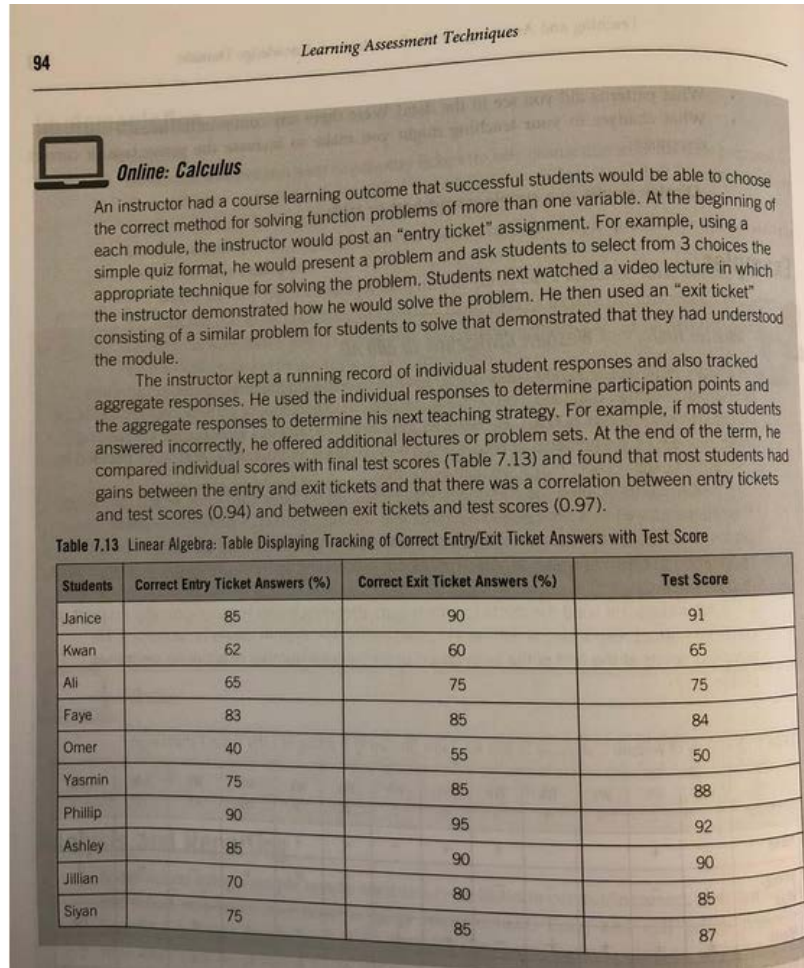 94
Learning Assessment Techniques
Online: Calculus
An instructor had a course learning outcome that successful students would be able to choose
the correct method for solving function problems of more than one variable. At the beginning of
each module, the instructor would post an “entry ticket” assignment. For example, using a
simple quiz format, he would present a problem and ask students to select from 3 choices the
appropriate technique for solving the problem. Students next watched a video lecture in which
the instructor demonstrated how he would solve the problem. He then used an “exit ticket”
consisting of a similar problem for students to solve that demonstrated that they had understood
the module.
The instructor kept a running record of individual student responses and also tracked
aggregate responses. He used the individual responses to determine participation points and
the aggregate responses to determine his next teaching strategy. For example, if most students
answered incorrectly, he offered additional lectures or problem sets. At the end of the term, he
compared individual scores with final test scores (Table 7.13) and found that most students had
gains between the entry and exit tickets and that there was a correlation between entry tickets
and test scores (0.94) and between exit tickets and test scores (0.97).
Table 7.13 Linear Algebra: Table Displaying Tracking of Correct Entry/Exit Ticket Answers with Test Score
Students Correct Entry Ticket Answers (%) Correct Exit Ticket Answers (%) Test Score
Janice 85 90 91
Kwan 62 60 65
Ali 65 75 75
Faye 83 85 84
Omer 40 55 50
Yasmin 75 85 88
Phillip 90 95 92
Ashley 85 90 90
Jillian 70 80 85
Siyan 75 85 87